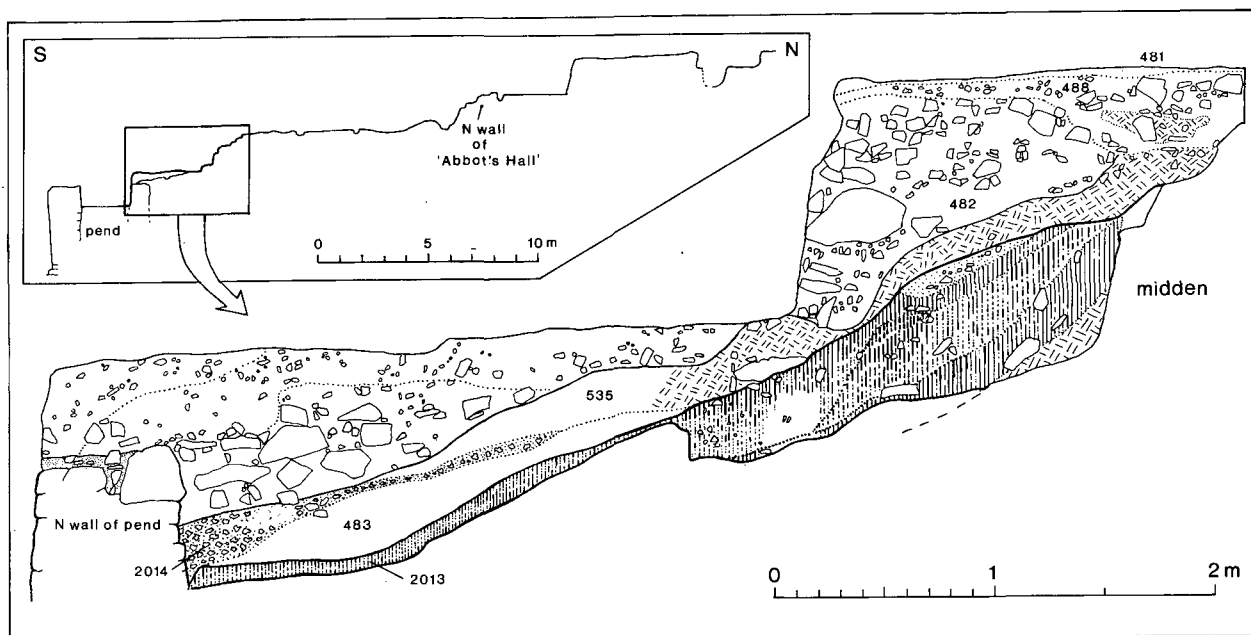 S
N
N wall
of
'Abbot's Hall'
pend
0 5 10 m
481
488
482
midden
535
N wall of pend
483
2014
2013
0 1 2 m